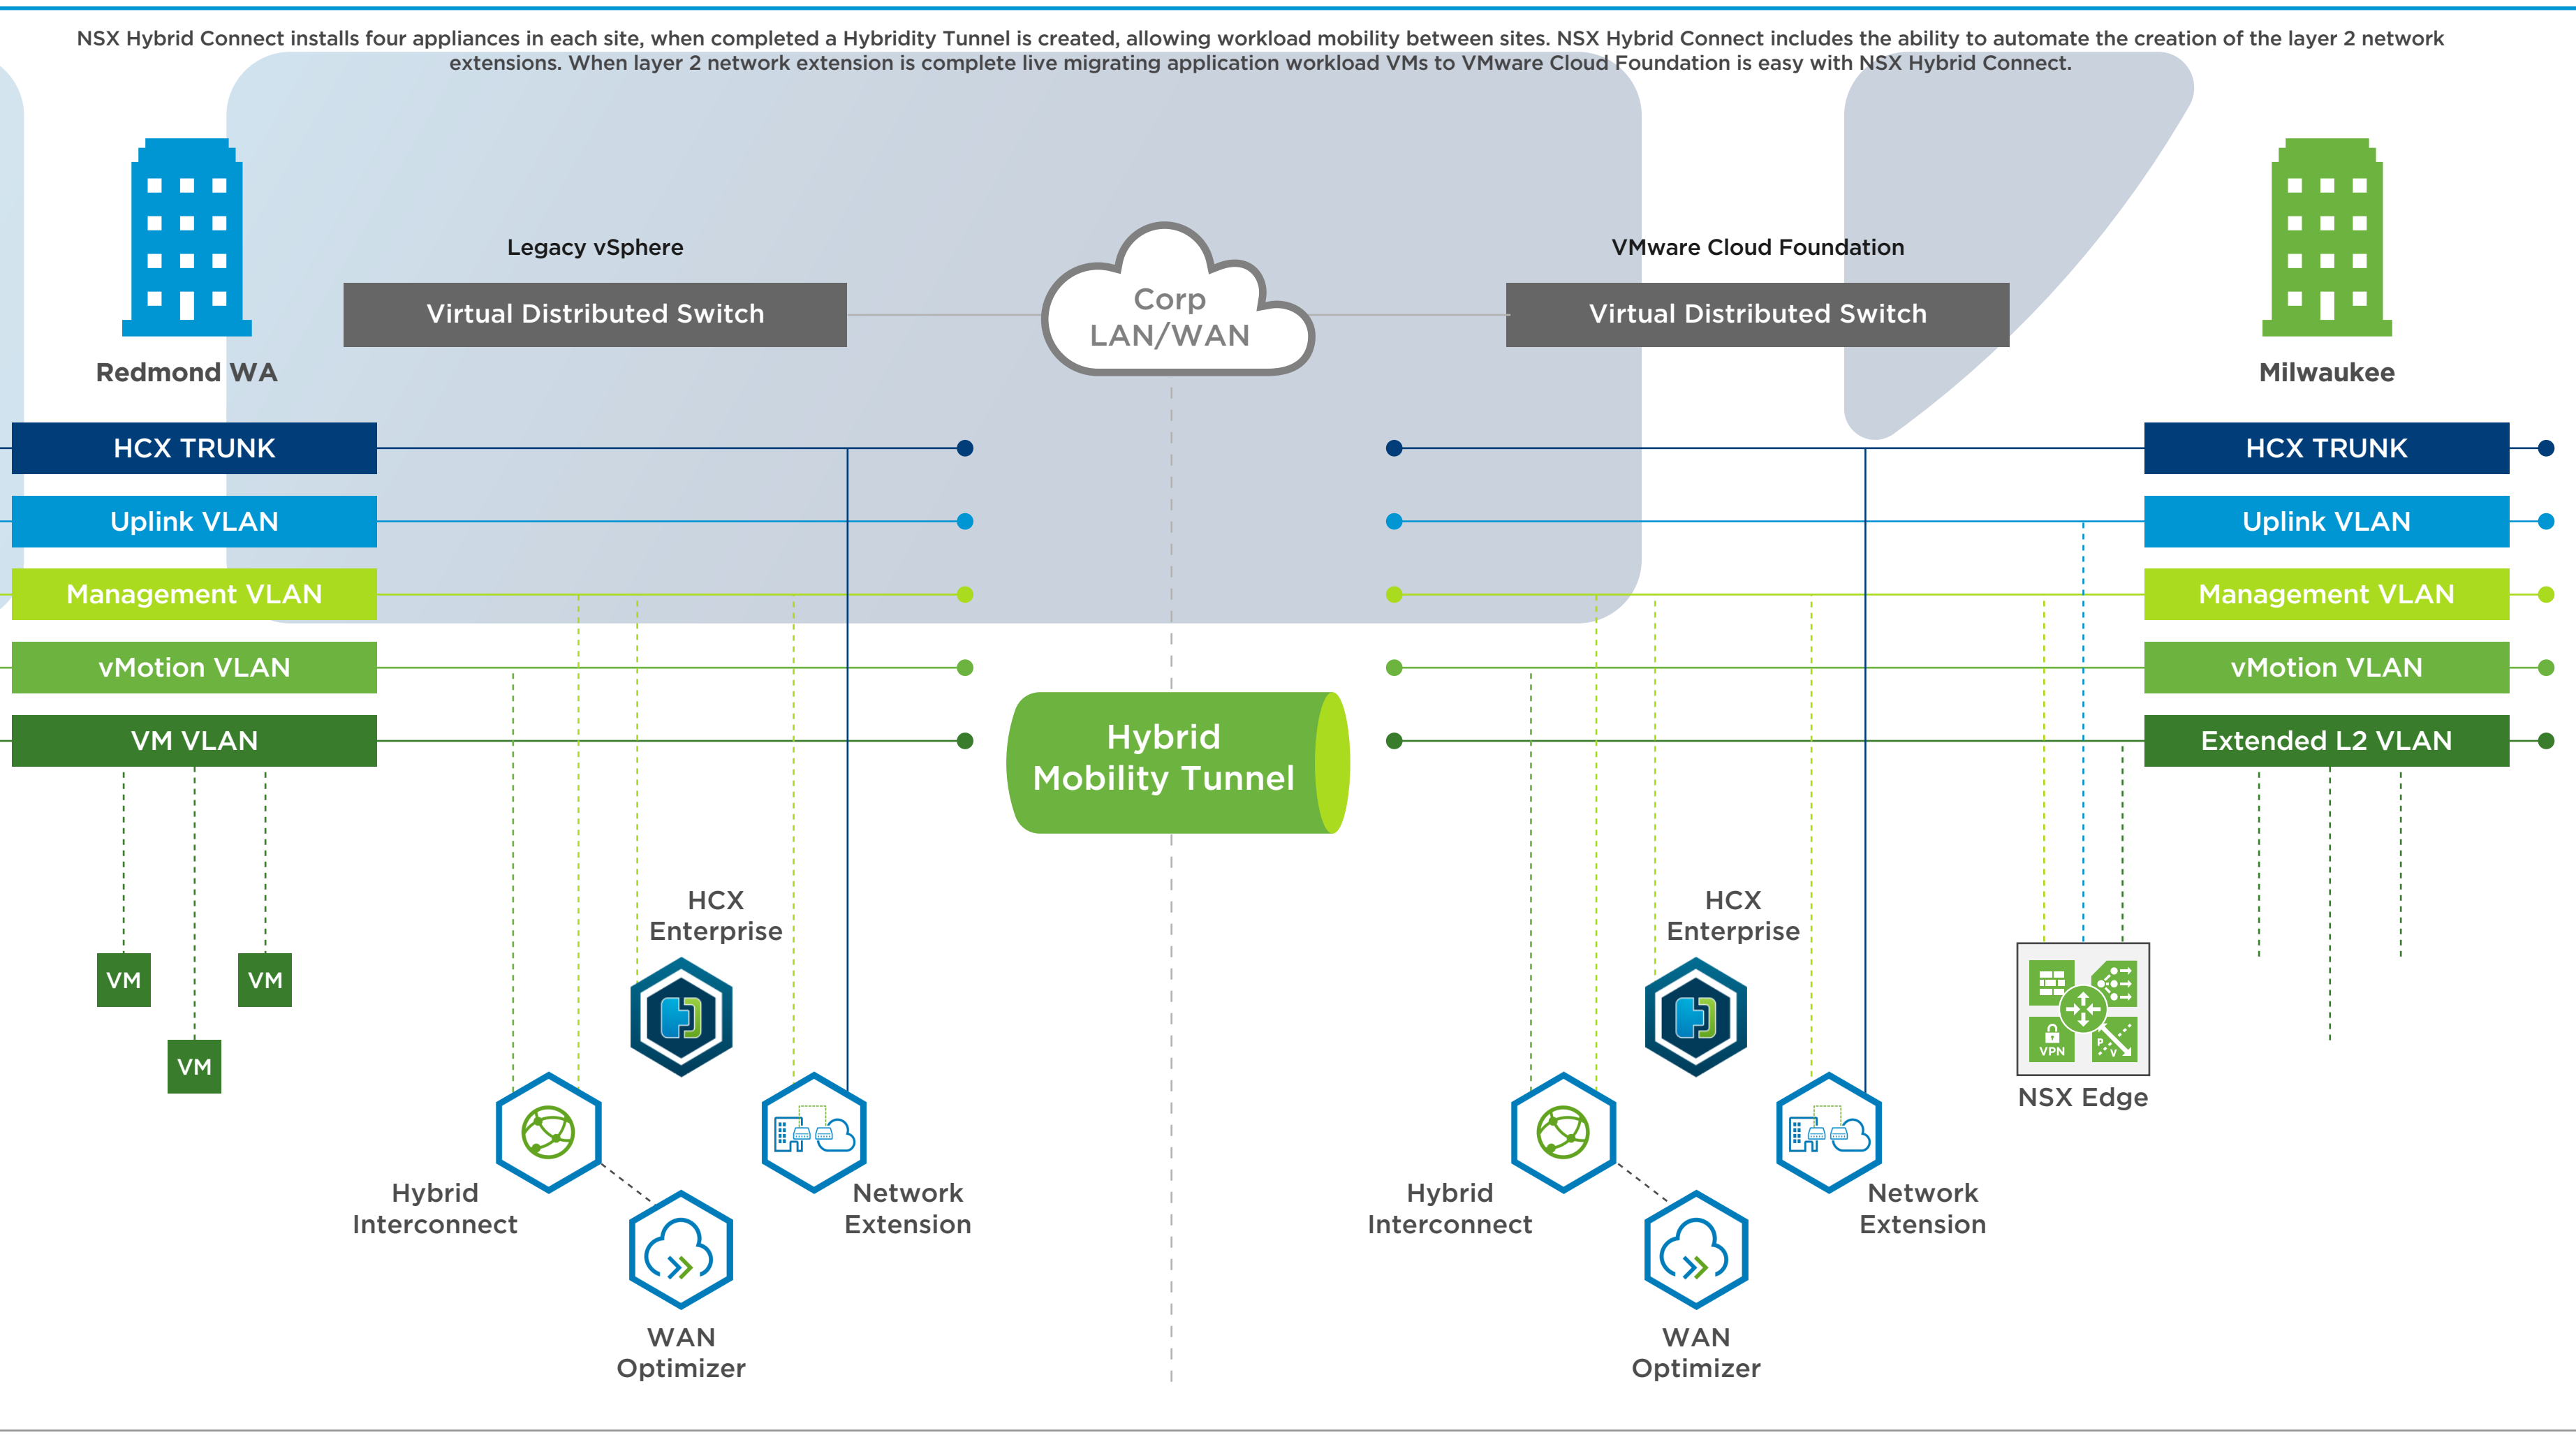 NSX Hybrid Connect installs four appliances in each site, when completed a Hybridity Tunnel is created, allowing workload mobility between sites. NSX Hybrid Connect includes the ability to automate the creation of the layer 2 network
extensions. When layer 2 network extension is complete live migrating application workload VMs to VMware Cloud Foundation is easy with NSX Hybrid Connect.
Legacy vSphere
VMware Cloud Foundation
Virtual Distributed Switch
Corp
LAN/WAN
Virtual Distributed Switch
Redmond WA
Milwaukee
HCX TRUNK
Uplink VLAN
Management VLAN
vMotion VLAN
VM VLAN
HCX TRUNK
Uplink VLAN
Management VLAN
vMotion VLAN
Extended L2 VLAN
Hybrid
Mobility Tunnel
VM
VM
VM
HCX
Enterprise
Hybrid
Interconnect
Network
Extension
WAN
Optimizer
HCX
Enterprise
Hybrid
Interconnect
Network
Extension
WAN
Optimizer
VPN
P
V
NSX Edge